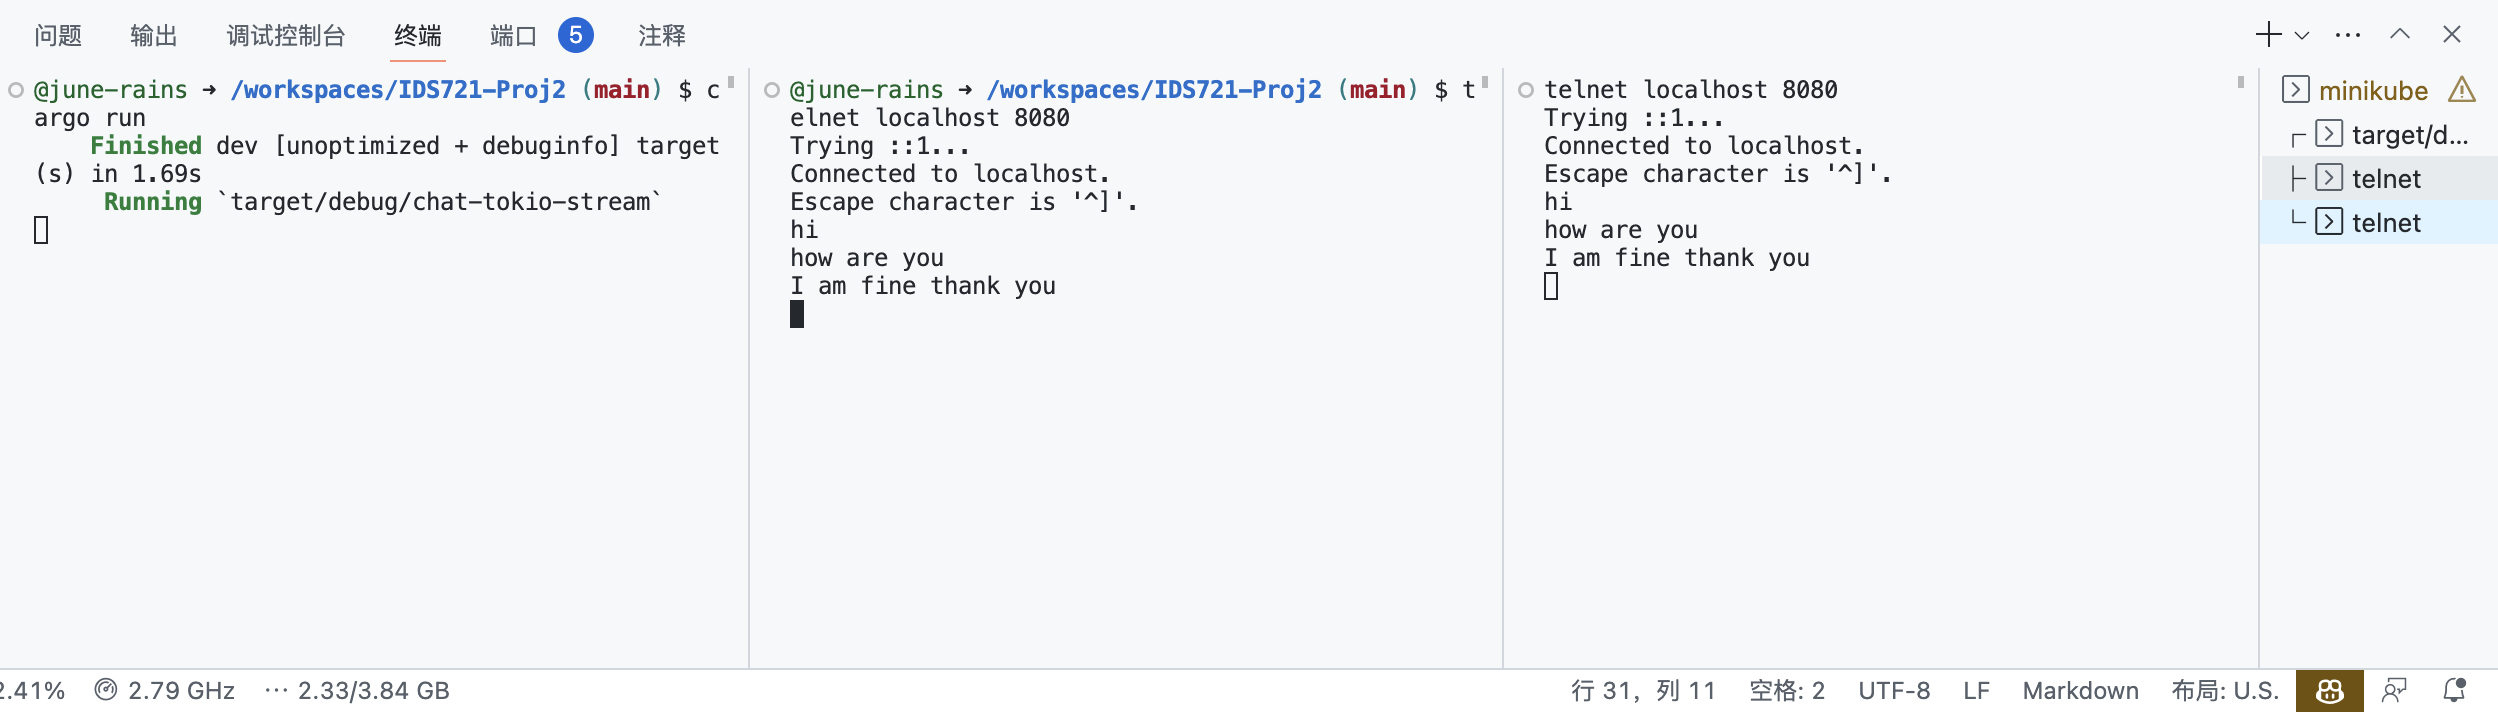 问题 输出 调试控制台 终端 端口 5 注释
@june-rains ➜ /workspaces/IDS721-Proj2 (main) $ c
argo run
Finished dev [unoptimized + debuginfo] target
(s) in 1.69s
Running `target/debug/chat-tokio-stream`
@june-rains ➜ /workspaces/IDS721-Proj2 (main) $ t
elnet localhost 8080
Trying ::1...
Connected to localhost.
Escape character is '^]'.
hi
how are you
I am fine thank you
telnet localhost 8080
Trying ::1...
Connected to localhost.
Escape character is '^]'.
hi
how are you
I am fine thank you
minikube
target/d...
telnet
telnet
2.41% 2.79 GHz ··· 2.33/3.84 GB 行 31, 列 11 空格: 2 UTF-8 LF Markdown 布局: U.S.